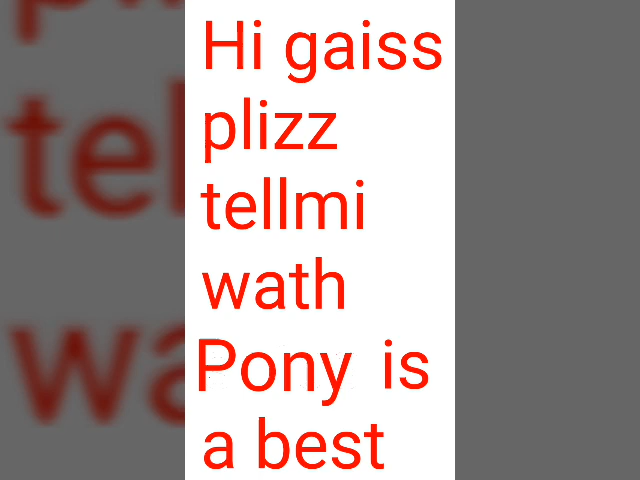 Hi gaiss
plizz
tellmi
wath
Pony is
a best